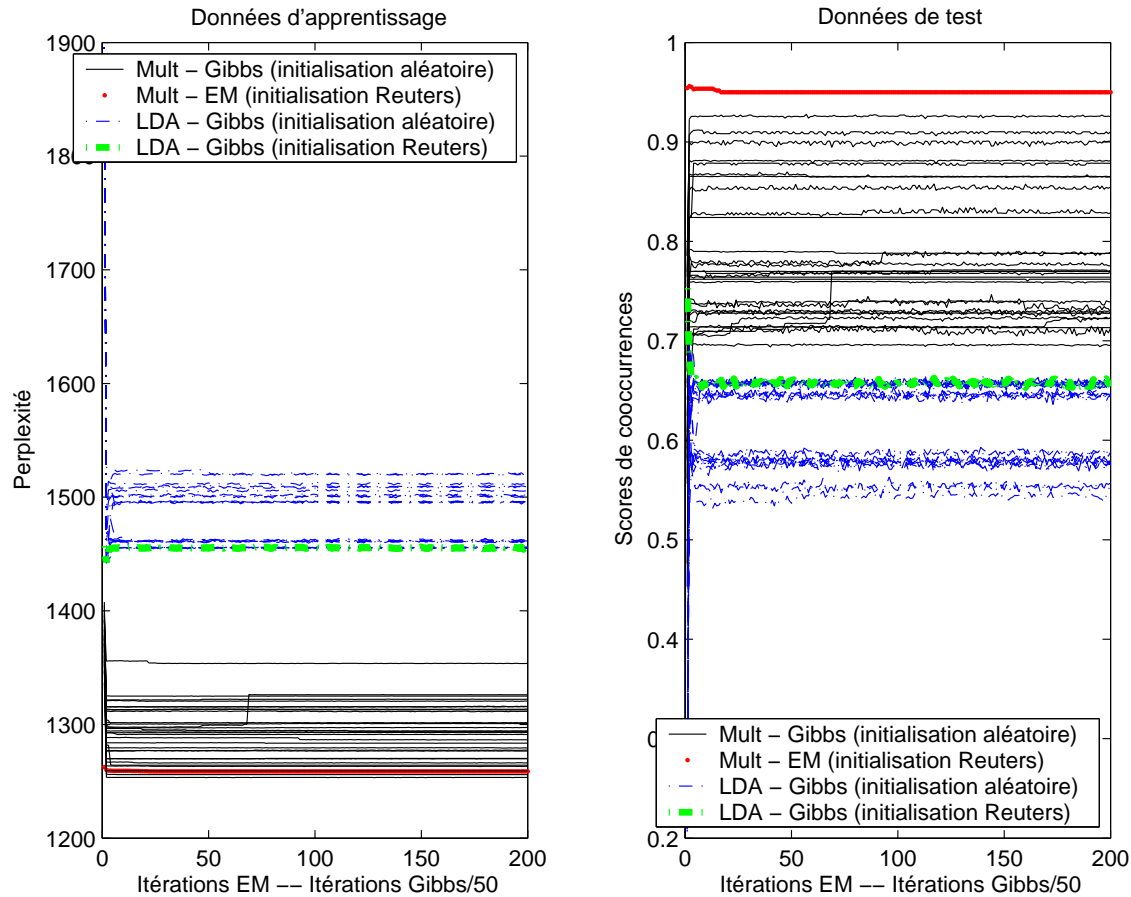 Données d'apprentissage
1900
1800
1700
1600
1500
1400
1300
1200
Perplexité
Mult − Gibbs (initialisation aléatoire)
Mult − EM (initialisation Reuters)
LDA − Gibbs (initialisation aléatoire)
LDA − Gibbs (initialisation Reuters)
0 50 100 150 200
Itérations EM −− Itérations Gibbs/50
Données de test
1
0.9
0.8
0.7
0.6
0.5
0.4
0.2
Scores de cooccurrences
Mult − Gibbs (initialisation aléatoire)
Mult − EM (initialisation Reuters)
LDA − Gibbs (initialisation aléatoire)
LDA − Gibbs (initialisation Reuters)
0 50 100 150 200
Itérations EM −− Itérations Gibbs/50